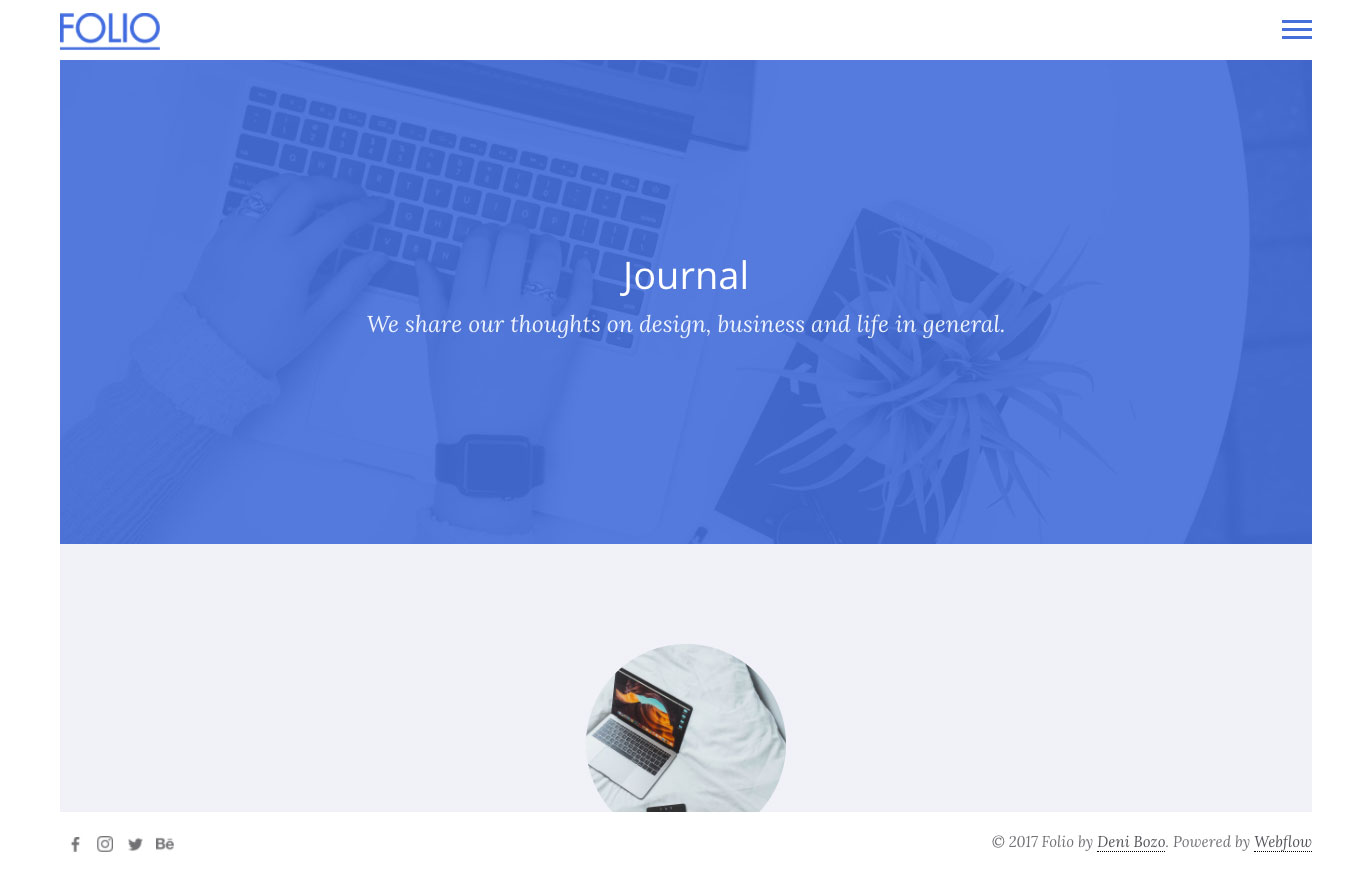 FOLIO
Journal
We share our thoughts on design, business and life in general.
© 2017 Folio by Deni Bozo. Powered by Webflow